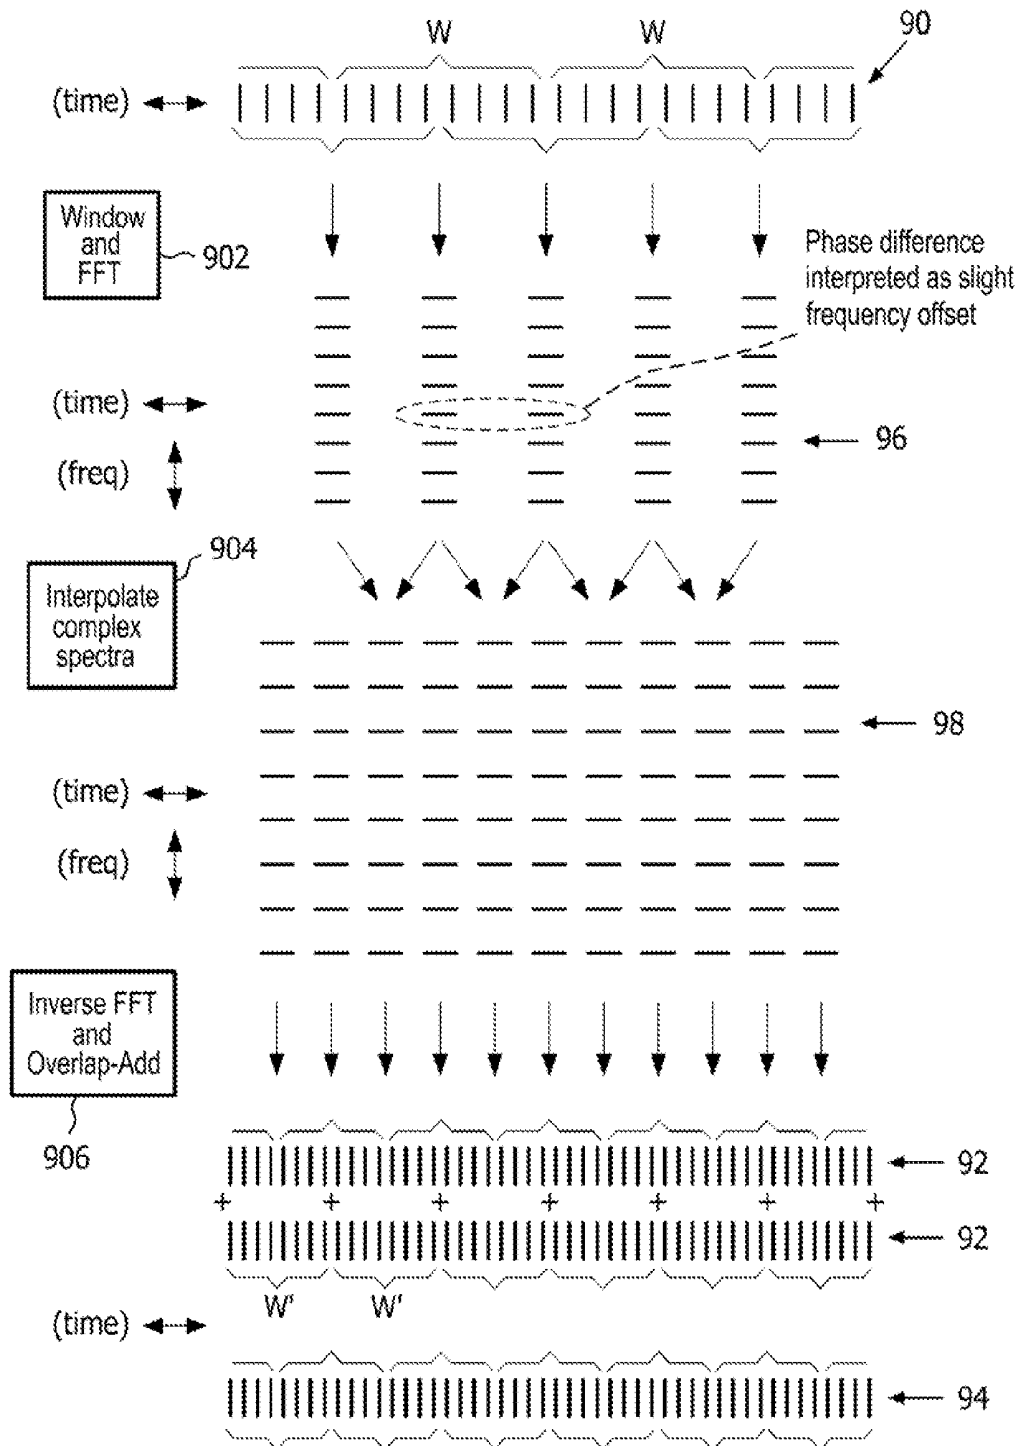 W W 90
(time)
Window
and
FFT
902
Phase difference
interpreted as slight
frequency offset
(time)
96
(freq)
904
Interpolate
complex
spectra
98
(time)
(freq)
Inverse FFT
and
Overlap-Add
906
92
+ + + + + + +
92
W' W'
(time)
94